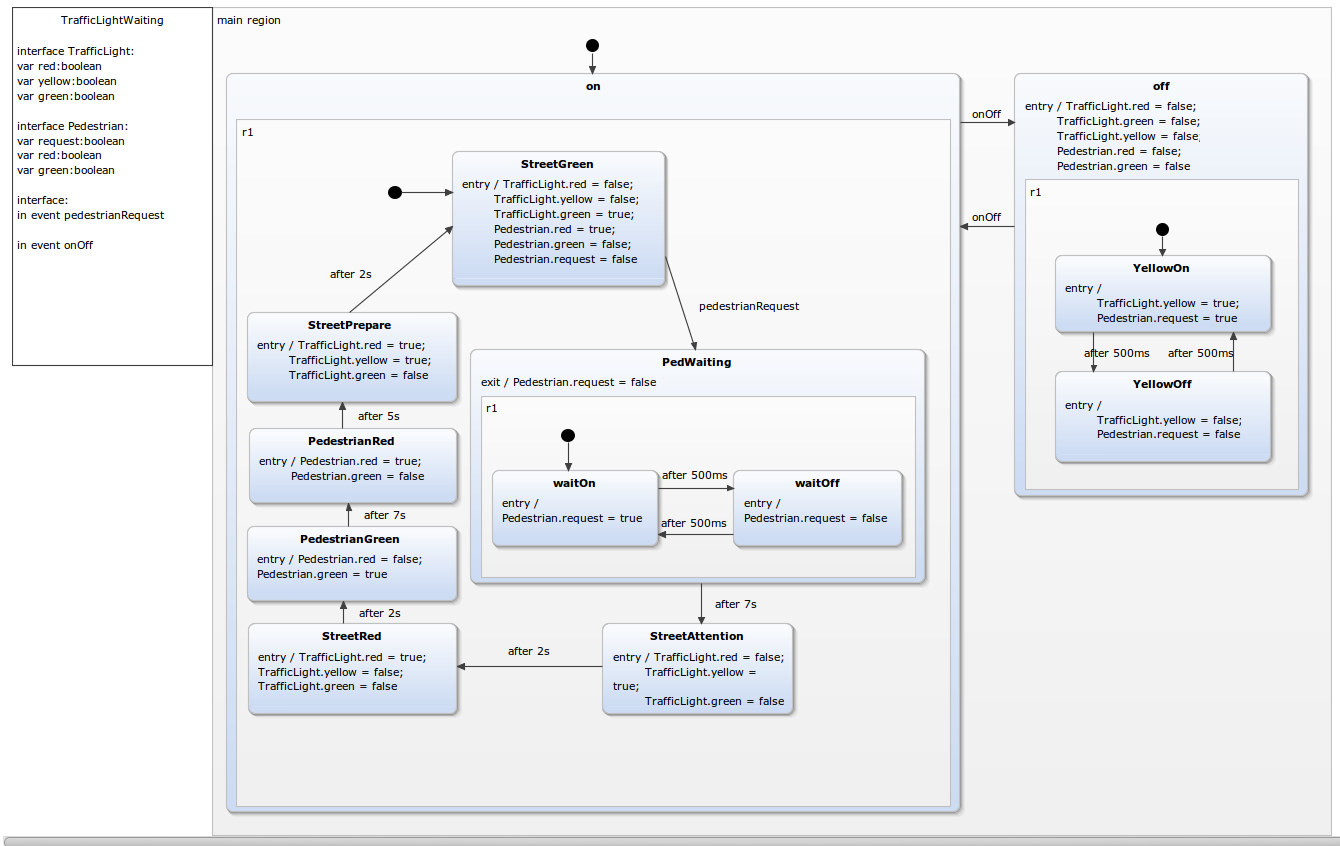 TrafficLightWaiting
interface TrafficLight:
var red:boolean
var yellow:boolean
var green:boolean
interface Pedestrian:
var request:boolean
var red:boolean
var green:boolean
interface:
in event pedestrianRequest
in event onOff
main region
on
r1
StreetGreen
entry / TrafficLight.red = false;
TrafficLight.yellow = false;
TrafficLight.green = true;
Pedestrian.red = true;
Pedestrian.green = false;
Pedestrian.request = false
after 2s
pedestrianRequest
StreetPrepare
entry / TrafficLight.red = true;
TrafficLight.yellow = true;
TrafficLight.green = false
after 5s
PedestrianRed
entry / Pedestrian.red = true;
Pedestrian.green = false
after 7s
PedestrianGreen
entry / Pedestrian.red = false;
Pedestrian.green = true
after 2s
StreetRed
entry / TrafficLight.red = true;
TrafficLight.yellow = false;
TrafficLight.green = false
after 2s
PedWaiting
exit / Pedestrian.request = false
r1
waitOn
entry /
Pedestrian.request = true
after 500ms
after 500ms
waitOff
entry /
Pedestrian.request = false
after 7s
StreetAttention
entry / TrafficLight.red = false;
TrafficLight.yellow =
true;
TrafficLight.green = false
onOff
onOff
off
entry / TrafficLight.red = false;
TrafficLight.green = false;
TrafficLight.yellow = false;
Pedestrian.red = false;
Pedestrian.green = false
r1
YellowOn
entry /
TrafficLight.yellow = true;
Pedestrian.request = true
after 500ms
after 500ms
YellowOff
entry /
TrafficLight.yellow = false;
Pedestrian.request = false